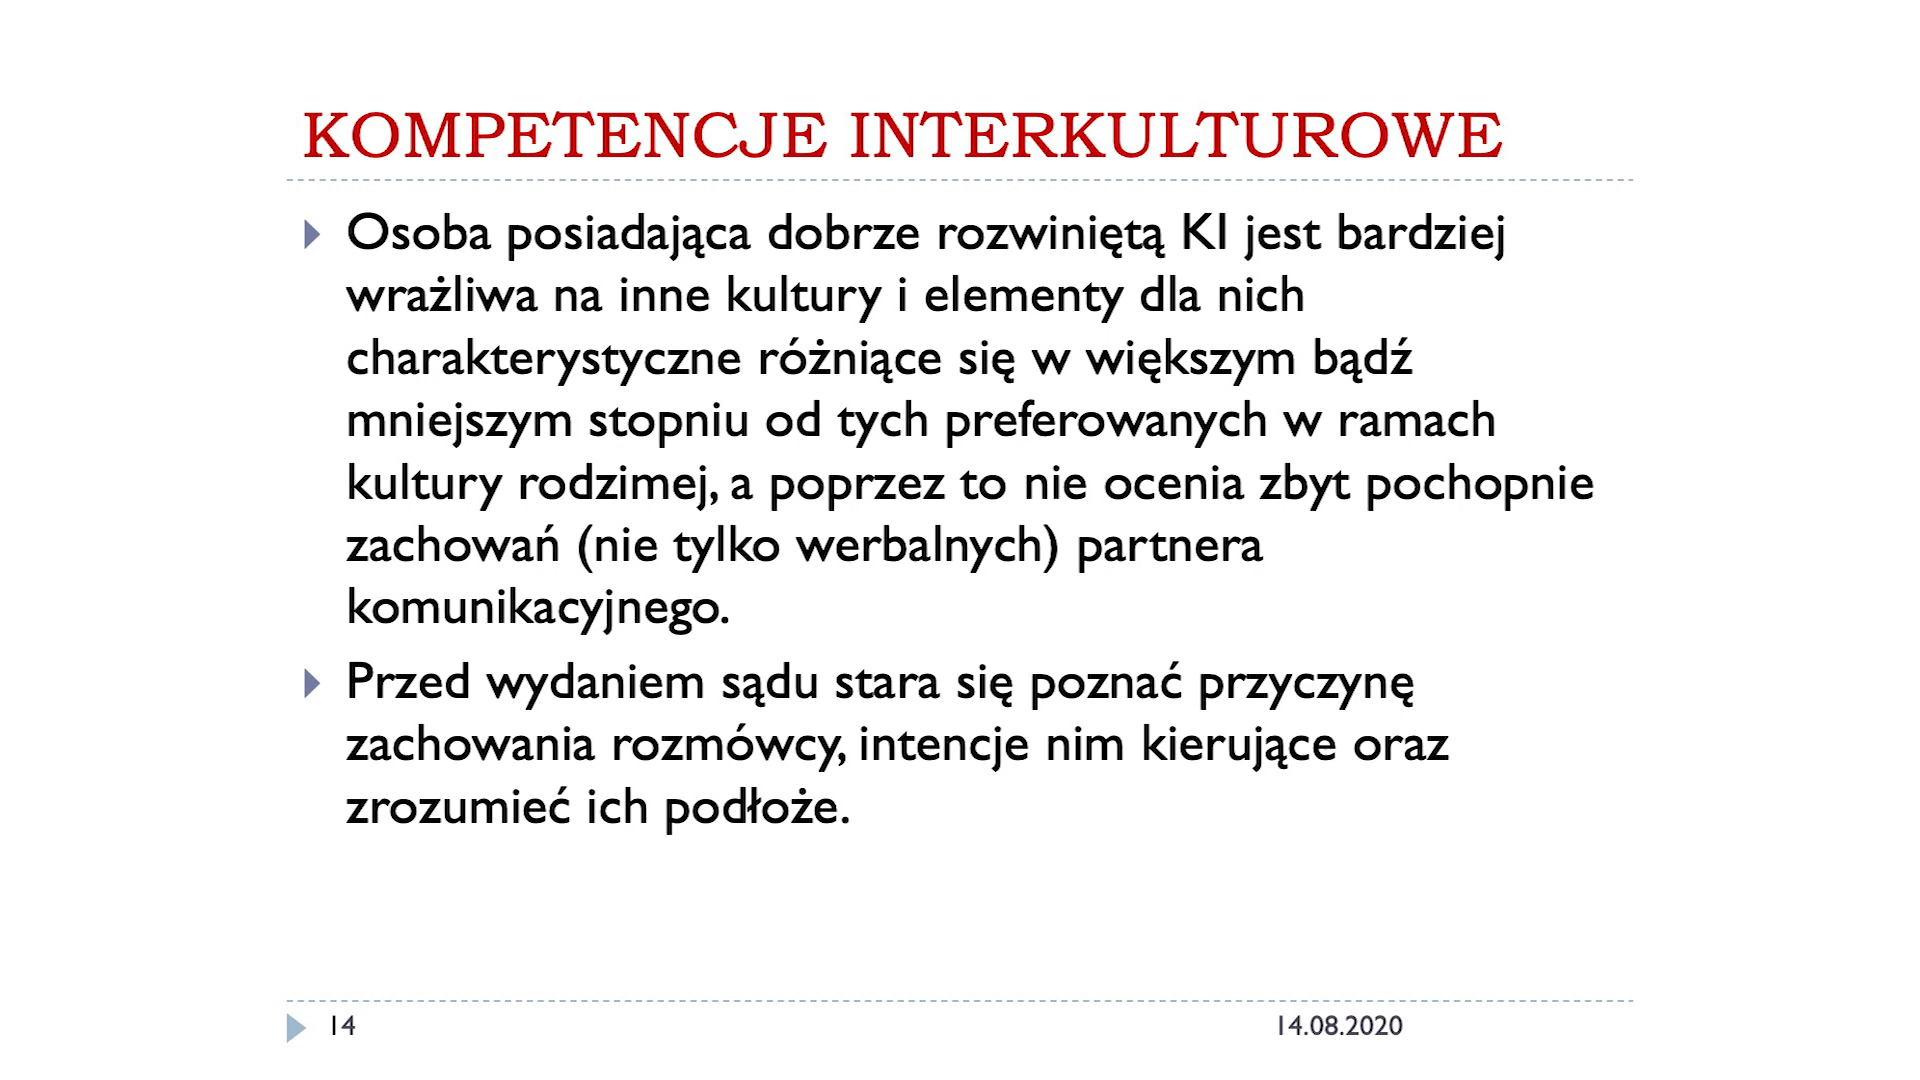 KOMPETENCJE INTERKULTUROWE
Osoba posiadająca dobrze rozwiniętą KI jest bardziej
wrażliwa na inne kultury i elementy dla nich
charakterystyczne różniące się w większym bądź
mniejszym stopniu od tych preferowanych w ramach
kultury rodzimej, a poprzez to nie ocenia zbyt pochopnie
zachowań (nie tylko werbalnych) partnera
komunikacyjnego.
Przed wydaniem sądu stara się poznać przyczynę
zachowania rozmówcy, intencje nim kierujące oraz
zrozumieć ich podłoże.
14 14.08.2020